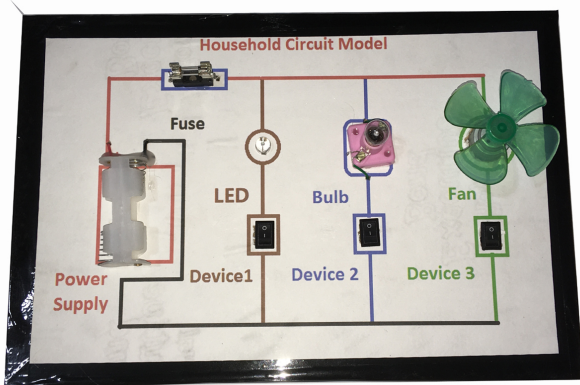 Household Circuit Model
Fuse
LED
Bulb
Fan
Power
Supply
Device1
Device 2
Device 3